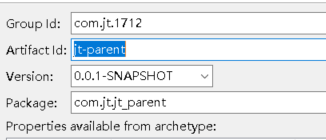 Group Id: com.jt.1712
Artifact Id: jt-parent
Version: 0.0.1-SNAPSHOT
Package: com.jt.jt_parent
Properties available from archetype: